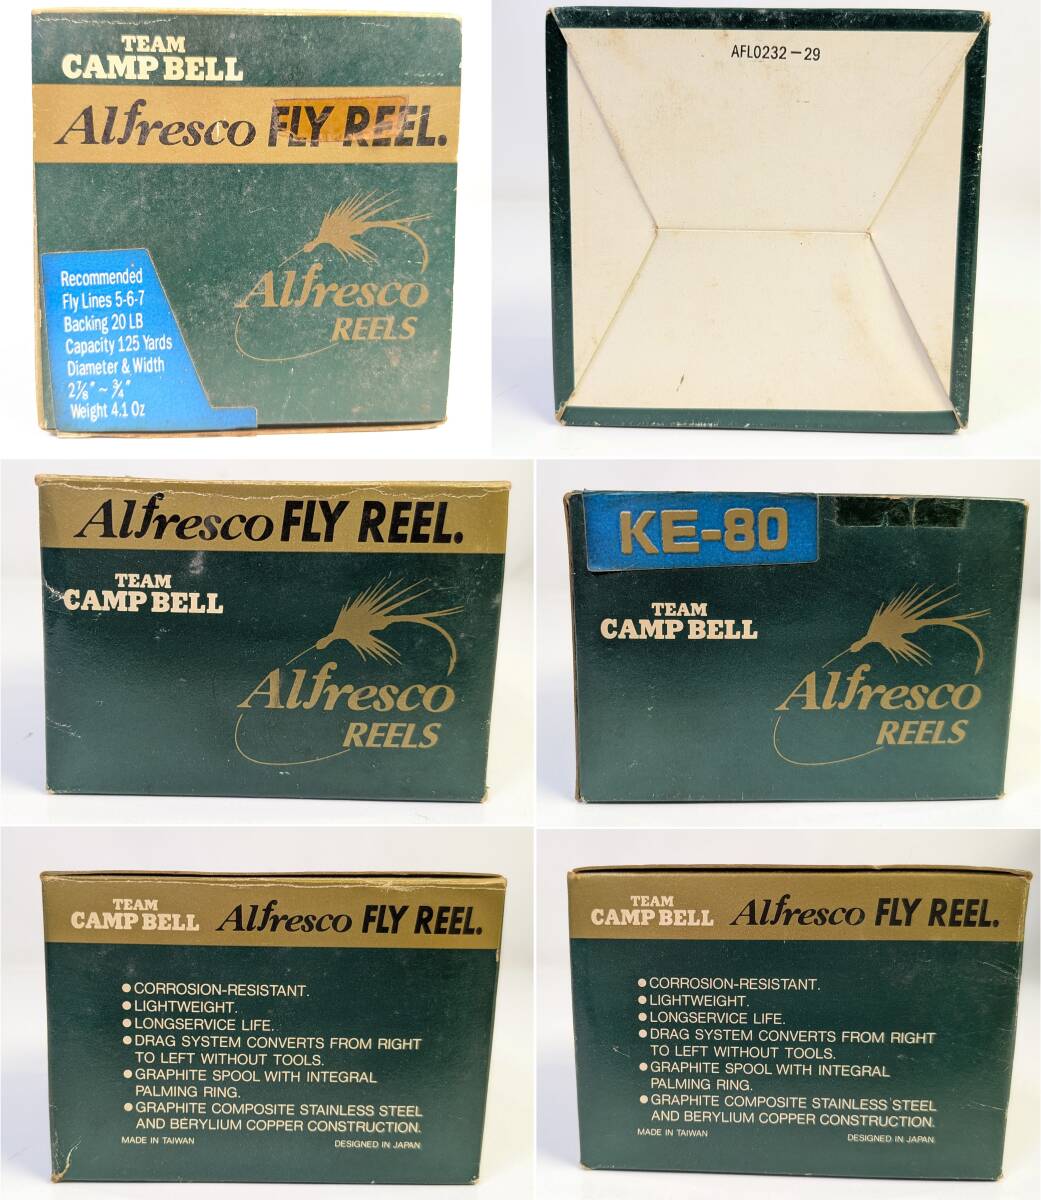 TEAM
CAMP BELL
Alfresco FLY REEL.
Recommended
Fly Lines 5-6-7
Backing 20 LB
Capacity 125 Yards
Diameter & Width
2⅞" ~ ¾"
Weight 4.1 Oz
Alfresco
REELS
AFL0232-29
Alfresco FLY REEL.
TEAM
CAMP BELL
Alfresco
REELS
KE-80
TEAM
CAMP BELL
Alfresco
REELS
TEAM
CAMP BELL Alfresco FLY REEL.
● CORROSION-RESISTANT.
● LIGHTWEIGHT.
● LONGSERVICE LIFE.
● DRAG SYSTEM CONVERTS FROM RIGHT
TO LEFT WITHOUT TOOLS.
● GRAPHITE SPOOL WITH INTEGRAL
PALMING RING.
● GRAPHITE COMPOSITE STAINLESS STEEL
AND BERYLIUM COPPER CONSTRUCTION.
MADE IN TAIWAN DESIGNED IN JAPAN.
TEAM
CAMP BELL Alfresco FLY REEL.
● CORROSION-RESISTANT.
● LIGHTWEIGHT.
● LONGSERVICE LIFE.
● DRAG SYSTEM CONVERTS FROM RIGHT
TO LEFT WITHOUT TOOLS.
● GRAPHITE SPOOL WITH INTEGRAL
PALMING RING.
● GRAPHITE COMPOSITE STAINLESS STEEL
AND BERYLIUM COPPER CONSTRUCTION.
MADE IN TAIWAN DESIGNED IN JAPAN.